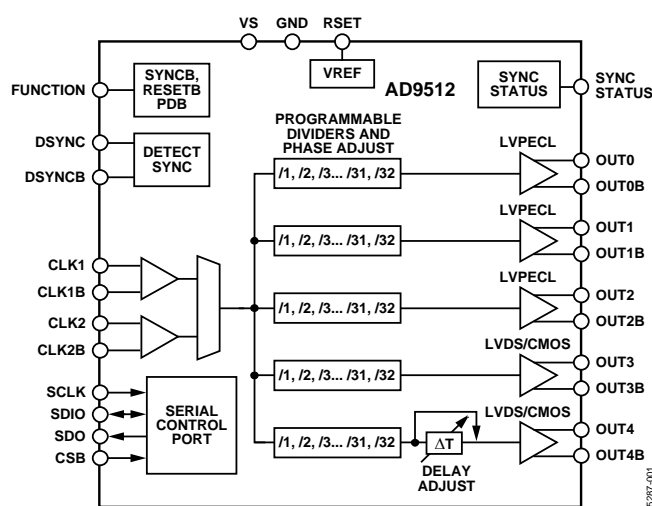 VS GND RSET
VREF
AD9512
SYNCB,
RESETB
PDB
FUNCTION
SYNC
STATUS
SYNC
STATUS
DSYNC
DSYNCB
DETECT
SYNC
PROGRAMMABLE
DIVIDERS AND
PHASE ADJUST
/1, /2, /3... /31, /32
LVPECL
OUT0
OUT0B
/1, /2, /3... /31, /32
LVPECL
OUT1
OUT1B
CLK1
CLK1B
CLK2
CLK2B
/1, /2, /3... /31, /32
LVPECL
OUT2
OUT2B
/1, /2, /3... /31, /32
LVDS/CMOS
OUT3
OUT3B
SCLK
SDIO
SDO
CSB
SERIAL
CONTROL
PORT
/1, /2, /3... /31, /32
ΔT
DELAY
ADJUST
LVDS/CMOS
OUT4
OUT4B
5287-001